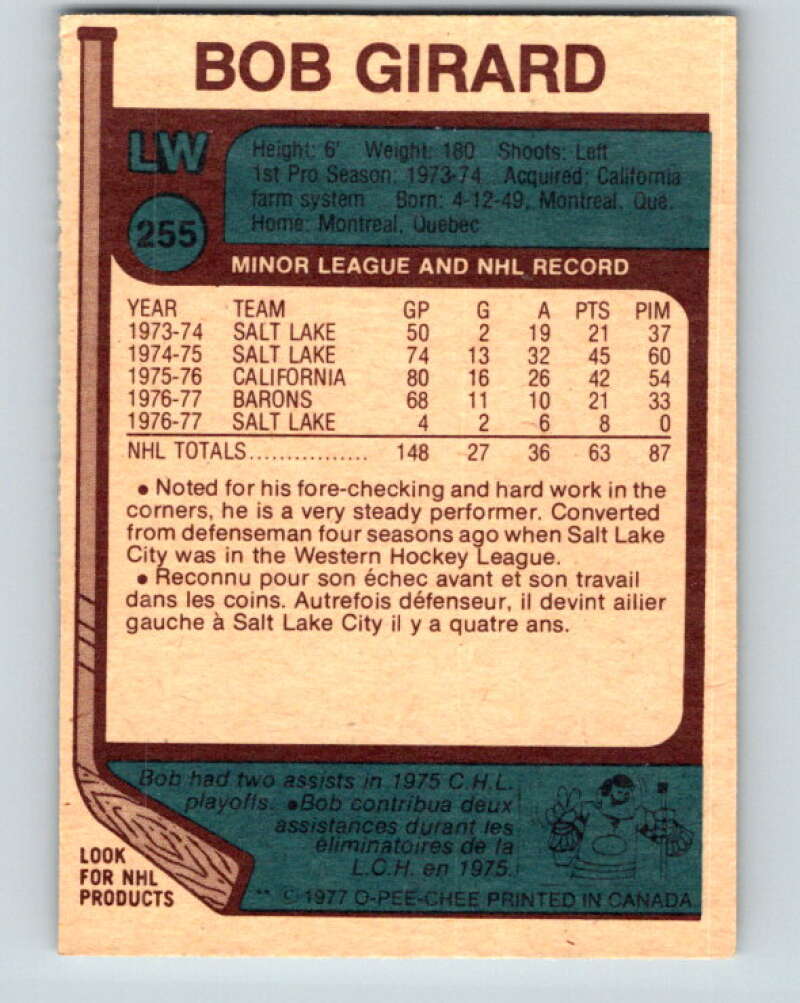 BOB GIRARD
LW
255
Height: 6' Weight: 180 Shoots: Left
1st Pro Season: 1973-74 Acquired: California
farm system Born: 4-12-49, Montreal, Que.
Home: Montreal, Quebec
MINOR LEAGUE AND NHL RECORD
YEAR TEAM GP G A PTS PIM
1973-74 SALT LAKE 50 2 19 21 37
1974-75 SALT LAKE 74 13 32 45 60
1975-76 CALIFORNIA 80 16 26 42 54
1976-77 BARONS 68 11 10 21 33
1976-77 SALT LAKE 4 2 6 8 0
NHL TOTALS................ 148 27 36 63 87
• Noted for his fore-checking and hard work in the
corners, he is a very steady performer. Converted
from defenseman four seasons ago when Salt Lake
City was in the Western Hockey League.
• Reconnu pour son échec avant et son travail
dans les coins. Autrefois défenseur, il devint ailier
gauche à Salt Lake City il y a quatre ans.
Bob had two assists in 1975 C.H.L.
playoffs. •Bob contribua deux
assistances durant les
éliminatoires de la
L.C.H. en 1975.
LOOK
FOR NHL
PRODUCTS
** © 1977 O-PEE-CHEE PRINTED IN CANADA